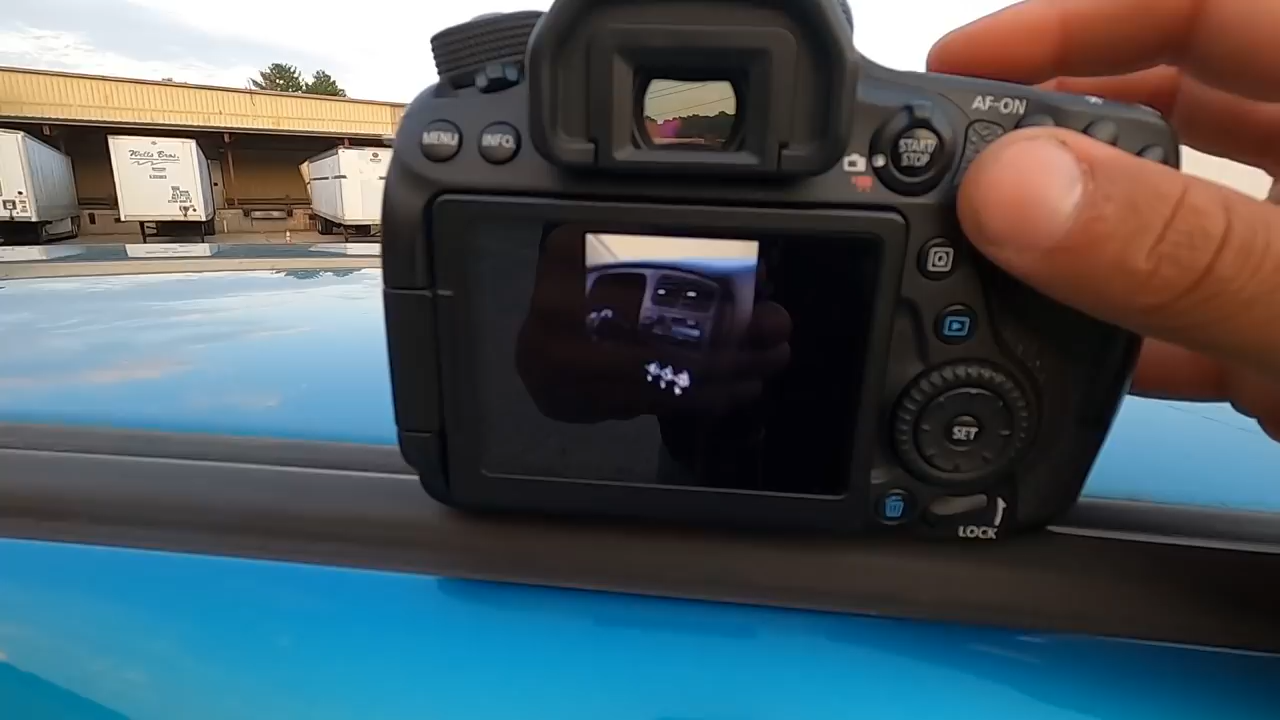 Wells Bros.
MENU
INFO.
AF-ON
START/
STOP
Q
SET
LOCK